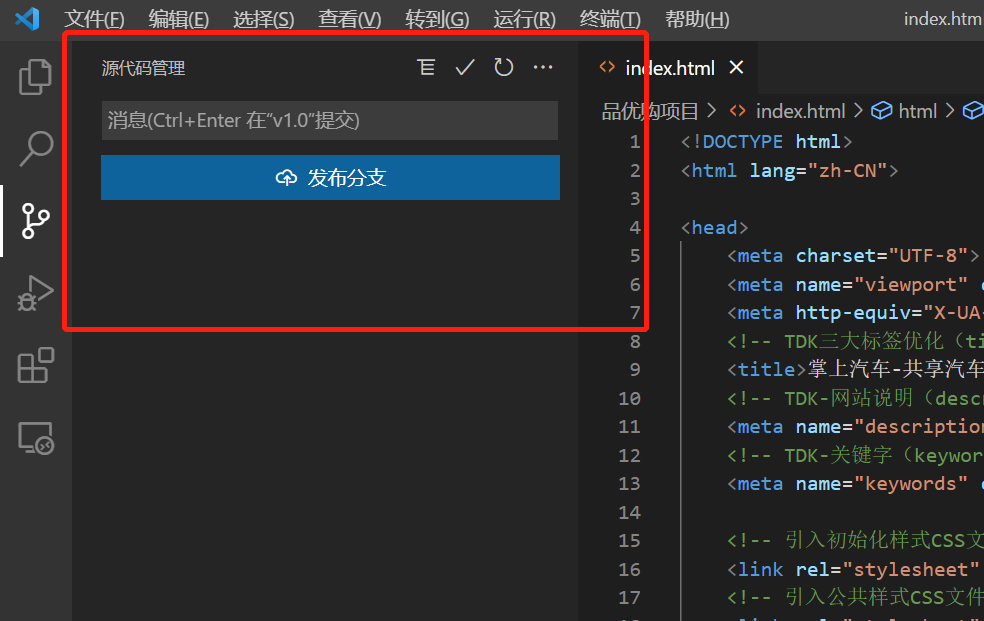 文件(F) 编辑(E) 选择(S) 查看(V) 转到(G) 运行(R) 终端(T) 帮助(H) index.htm
源代码管理
消息(Ctrl+Enter 在“v1.0”提交)
发布分支
index.html
品优购项目 > index.html > html >
1 <!DOCTYPE html>
2 <html lang="zh-CN">
3
4 <head>
5 <meta charset="UTF-8">
6 <meta name="viewport"
7 <meta http-equiv="X-UA-
8 <!-- TDK三大标签优化（ti
9 <title>掌上汽车-共享汽车
10 <!-- TDK-网站说明（descr
11 <meta name="description
12 <!-- TDK-关键字（keywor
13 <meta name="keywords"
14
15 <!-- 引入初始化样式CSS文
16 <link rel="stylesheet"
17 <!-- 引入公共样式CSS文件